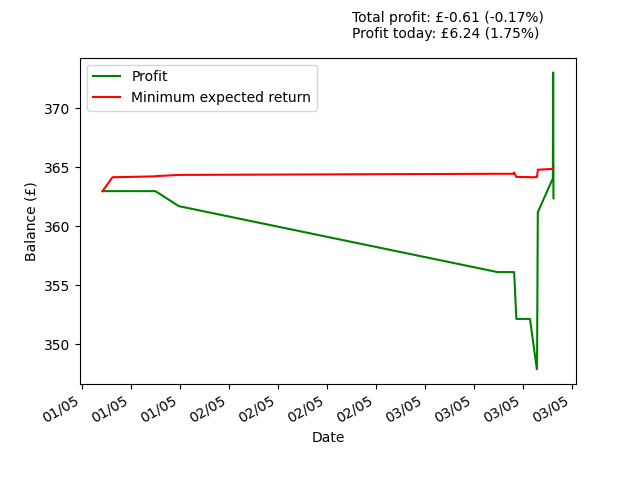 Total profit: £-0.61 (-0.17%)
Profit today: £6.24 (1.75%)
Profit
Minimum expected return
370
365
360
355
350
Balance (£)
01/05 01/05 01/05 02/05 02/05 02/05 02/05 03/05 03/05 03/05 03/05
Date